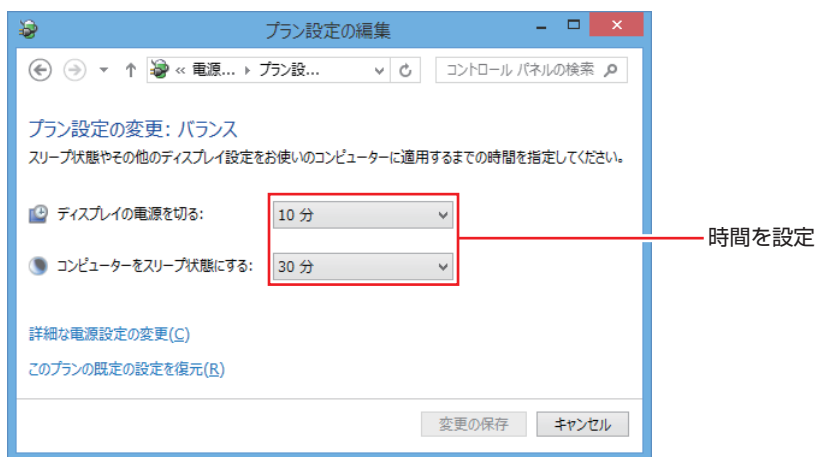 プラン設定の編集
« 電源... プラン設...
コントロール パネルの検索
プラン設定の変更: バランス
スリープ状態やその他のディスプレイ設定をお使いのコンピューターに適用するまでの時間を指定してください。
ディスプレイの電源を切る: 10 分
時間を設定
コンピューターをスリープ状態にする: 30 分
詳細な電源設定の変更(C)
このプランの既定の設定を復元(R)
変更の保存 キャンセル